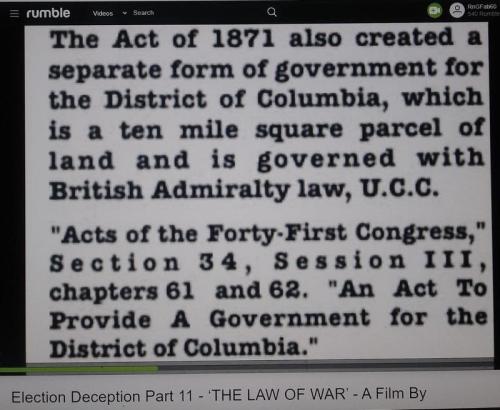 rumble Videos Search RnGFab60
540 Rumble
The Act of 1871 also created a
separate form of government for
the District of Columbia, which
is a ten mile square parcel of
land and is governed with
British Admiralty law, U.C.C.
"Acts of the Forty-First Congress,"
Section 34, Session III,
chapters 61 and 62. "An Act To
Provide A Government for the
District of Columbia."
Election Deception Part 11 - 'THE LAW OF WAR' - A Film By